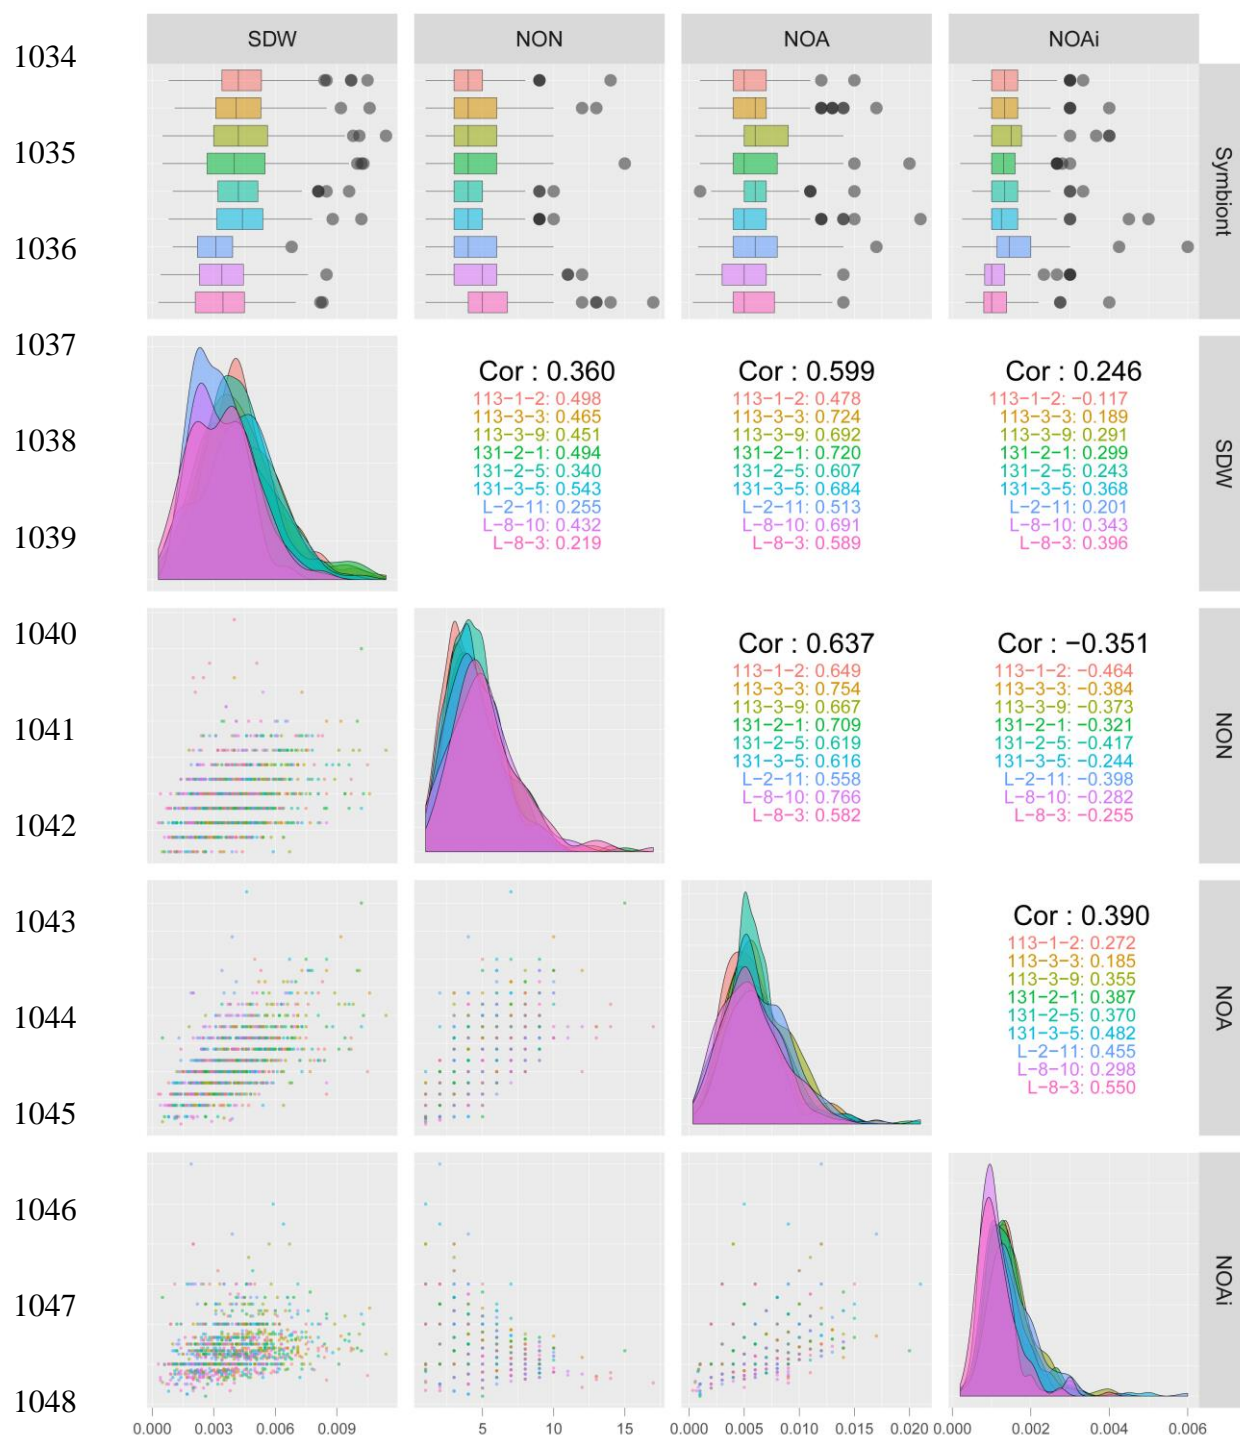 SDW NON NOA NOAi
1034
1035
1036
Symbiont
1037
1038
1039
Cor : 0.360
113−1−2: 0.498
113−3−3: 0.465
113−3−9: 0.451
131−2−1: 0.494
131−2−5: 0.340
131−3−5: 0.543
L−2−11: 0.255
L−8−10: 0.432
L−8−3: 0.219
Cor : 0.599
113−1−2: 0.478
113−3−3: 0.724
113−3−9: 0.692
131−2−1: 0.720
131−2−5: 0.607
131−3−5: 0.684
L−2−11: 0.513
L−8−10: 0.691
L−8−3: 0.589
Cor : 0.246
113−1−2: −0.117
113−3−3: 0.189
113−3−9: 0.291
131−2−1: 0.299
131−2−5: 0.243
131−3−5: 0.368
L−2−11: 0.201
L−8−10: 0.343
L−8−3: 0.396
SDW
1040
1041
1042
Cor : 0.637
113−1−2: 0.649
113−3−3: 0.754
113−3−9: 0.667
131−2−1: 0.709
131−2−5: 0.619
131−3−5: 0.616
L−2−11: 0.558
L−8−10: 0.766
L−8−3: 0.582
Cor : −0.351
113−1−2: −0.464
113−3−3: −0.384
113−3−9: −0.373
131−2−1: −0.321
131−2−5: −0.417
131−3−5: −0.244
L−2−11: −0.398
L−8−10: −0.282
L−8−3: −0.255
NON
1043
1044
1045
Cor : 0.390
113−1−2: 0.272
113−3−3: 0.185
113−3−9: 0.355
131−2−1: 0.387
131−2−5: 0.370
131−3−5: 0.482
L−2−11: 0.455
L−8−10: 0.298
L−8−3: 0.550
NOA
1046
1047
1048
NOAi
0.000 0.003 0.006 0.009 5 10 15 0.000 0.005 0.010 0.015 0.020 0.000 0.002 0.004 0.006